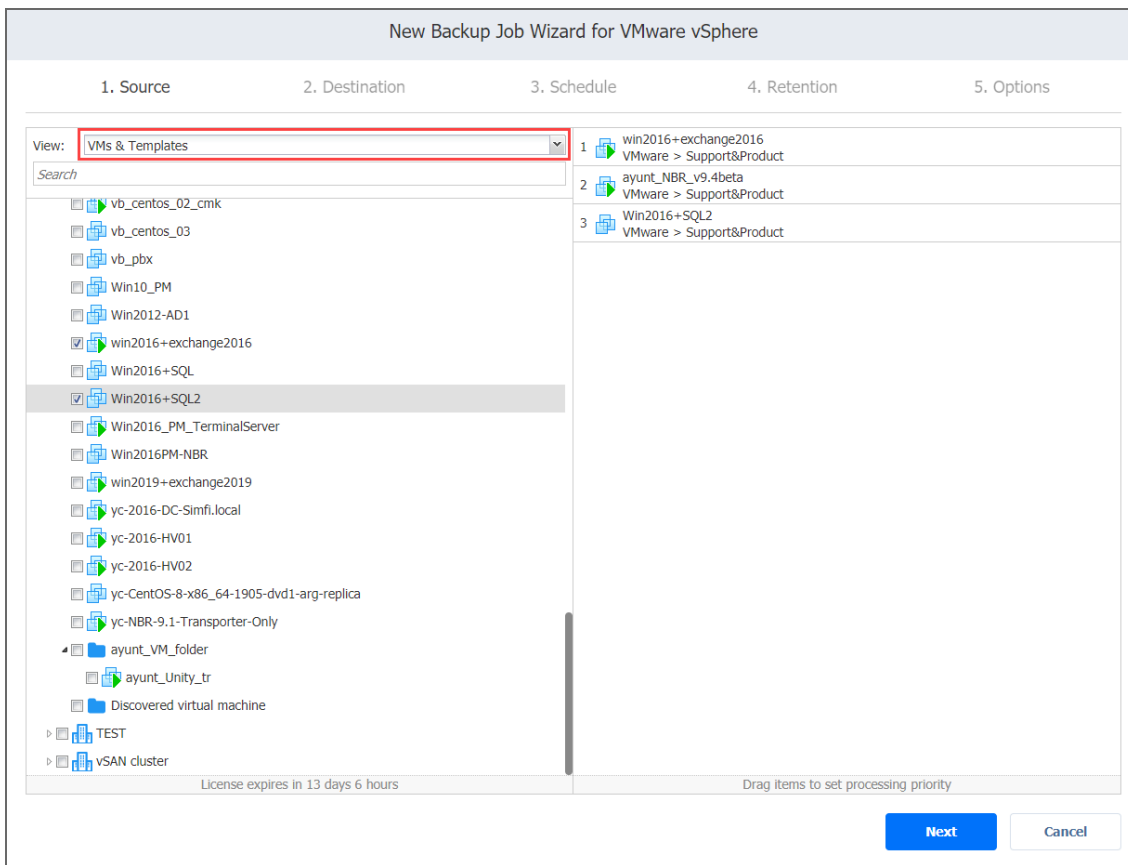 New Backup Job Wizard for VMware vSphere
1. Source
2. Destination
3. Schedule
4. Retention
5. Options
View: VMs & Templates
Search
vb_centos_02_cmk
vb_centos_03
vb_pbx
Win10_PM
Win2012-AD1
win2016+exchange2016
Win2016+SQL
Win2016+SQL2
Win2016_PM_TerminalServer
Win2016PM-NBR
win2019+exchange2019
yc-2016-DC-Simfi.local
yc-2016-HV01
yc-2016-HV02
yc-CentOS-8-x86_64-1905-dvd1-arg-replica
yc-NBR-9.1-Transporter-Only
ayunt_VM_folder
ayunt_Unity_tr
Discovered virtual machine
TEST
vSAN cluster
License expires in 13 days 6 hours
1 win2016+exchange2016
VMware > Support&Product
2 ayunt_NBR_v9.4beta
VMware > Support&Product
3 Win2016+SQL2
VMware > Support&Product
Drag items to set processing priority
Next
Cancel